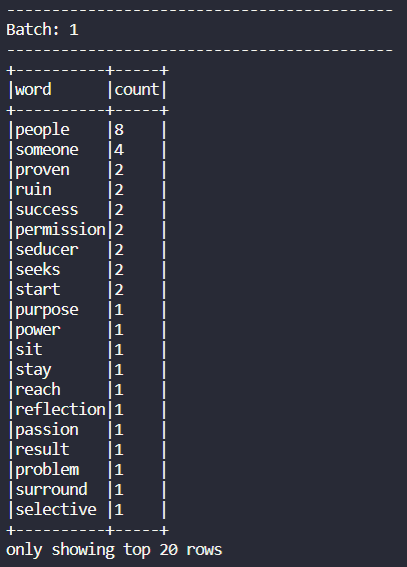 -------------------------------------------
Batch: 1
-------------------------------------------
+----------+-----+
|word      |count|
+----------+-----+
|people    |8    |
|someone   |4    |
|proven    |2    |
|ruin      |2    |
|success   |2    |
|permission|2    |
|seducer   |2    |
|seeks     |2    |
|start     |2    |
|purpose   |1    |
|power     |1    |
|sit       |1    |
|stay      |1    |
|reach     |1    |
|reflection|1    |
|passion   |1    |
|result    |1    |
|problem   |1    |
|surround  |1    |
|selective |1    |
+----------+-----+
only showing top 20 rows